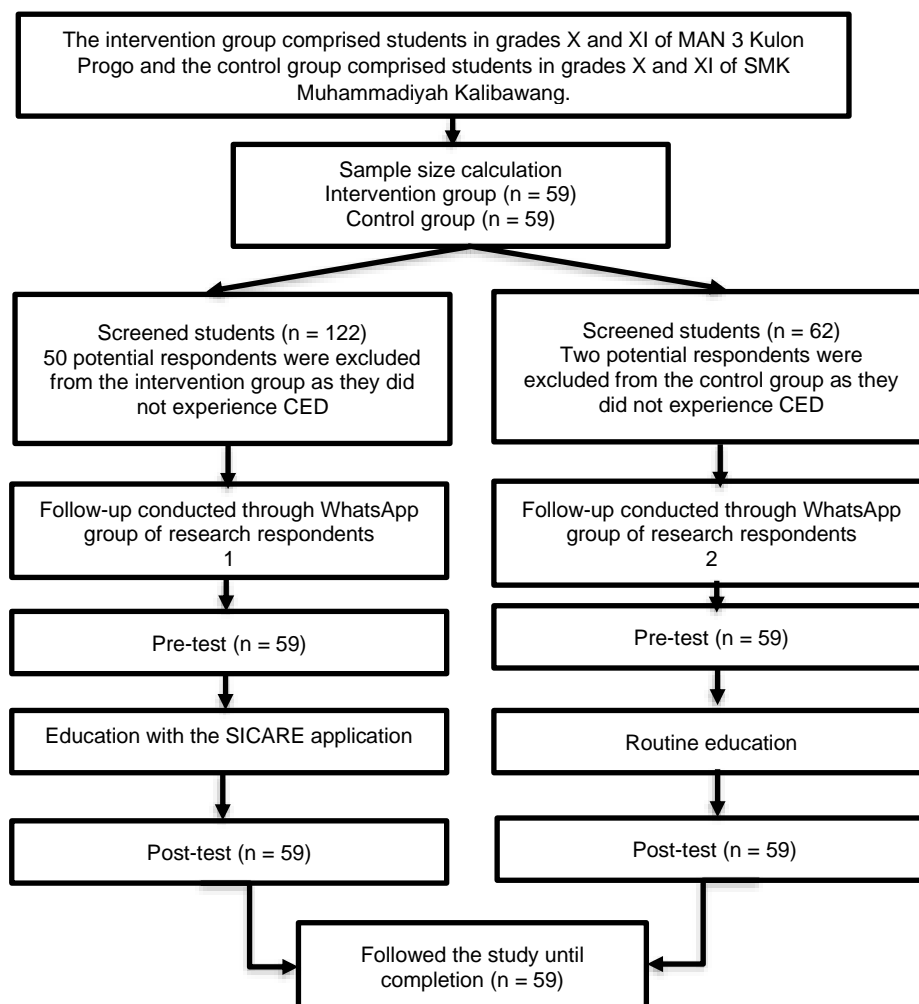 The intervention group comprised students in grades X and XI of MAN 3 Kulon
Progo and the control group comprised students in grades X and XI of SMK
Muhammadiyah Kalibawang.
Sample size calculation
Intervention group (n = 59)
Control group (n = 59)
Screened students (n = 122)
50 potential respondents were excluded
from the intervention group as they did
not experience CED
Screened students (n = 62)
Two potential respondents were
excluded from the control group as they
did not experience CED
Follow-up conducted through WhatsApp
group of research respondents
1
Follow-up conducted through WhatsApp
group of research respondents
2
Pre-test (n = 59)
Pre-test (n = 59)
Education with the SICARE application
Routine education
Post-test (n = 59)
Post-test (n = 59)
Followed the study until
completion (n = 59)